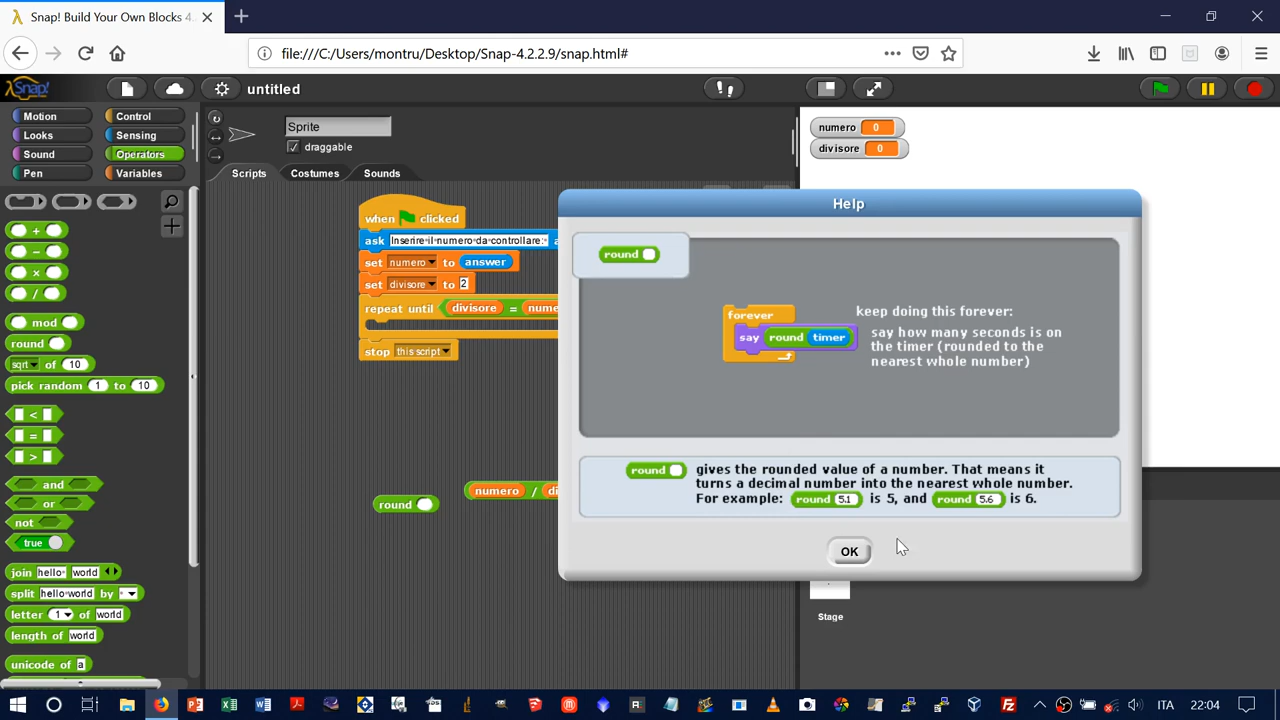 Snap! Build Your Own Blocks 4.
file:///C:/Users/montru/Desktop/Snap-4.2.2.9/snap.html#
Snap!
untitled
Motion Control
Looks Sensing
Sound Operators
Pen Variables
Sprite
draggable
Scripts Costumes Sounds
+
−
×
/
mod
round
sqrt of 10
pick random 1 to 10
<
=
>
and
or
not
true
join hello world
split hello world by
letter 1 of world
length of world
unicode of a
when clicked
ask Inserire il numero da controllare:
set numero to answer
set divisore to 2
repeat until divisore =
stop this script
round
numero /
numero 0
divisore 0
Help
round
forever
say round timer
keep doing this forever:
say how many seconds is on
the timer (rounded to the
nearest whole number)
round gives the rounded value of a number. That means it
turns a decimal number into the nearest whole number.
For example: round 5.1 is 5, and round 5.6 is 6.
OK
Stage
ITA 22:04